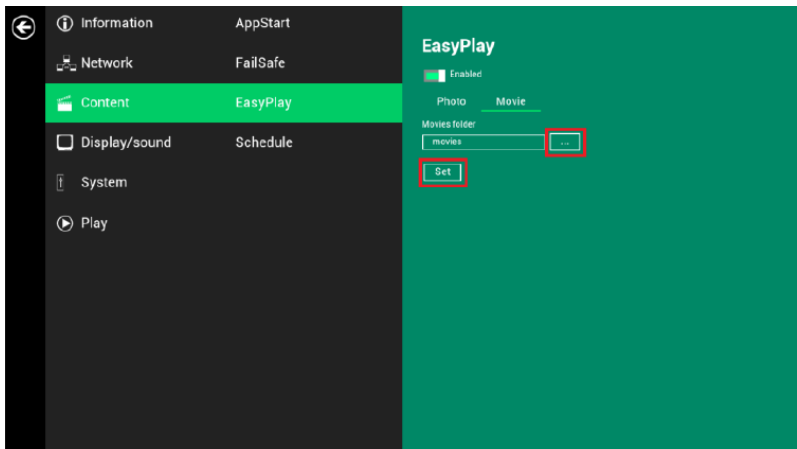 Information
Network
Content
Display/sound
System
Play
AppStart
FailSafe
EasyPlay
Schedule
EasyPlay
Enabled
Photo Movie
Movies folder
movies ...
Set